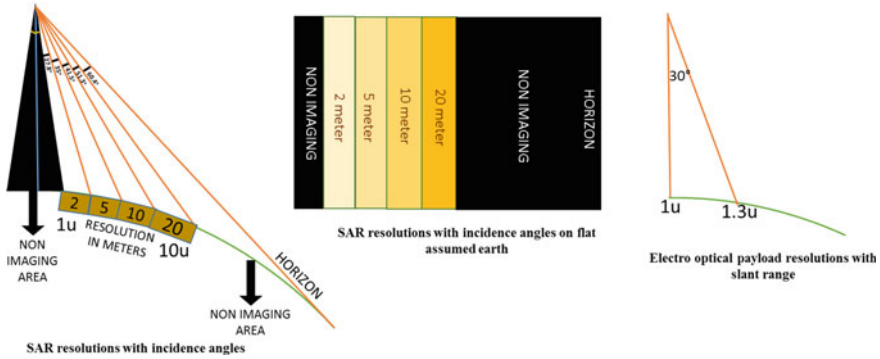 35°
NON
IMAGING
AREA
1u
2
5
10
20
RESOLUTION
IN METERS
10u
NON IMAGING
AREA
HORIZON
SAR resolutions with incidence angles
NON IMAGING
2 meter
5 meter
10 meter
20 meter
NON IMAGING
HORIZON
SAR resolutions with incidence angles on flat
assumed earth
30°
1u
1.3u
Electro optical payload resolutions with
slant range